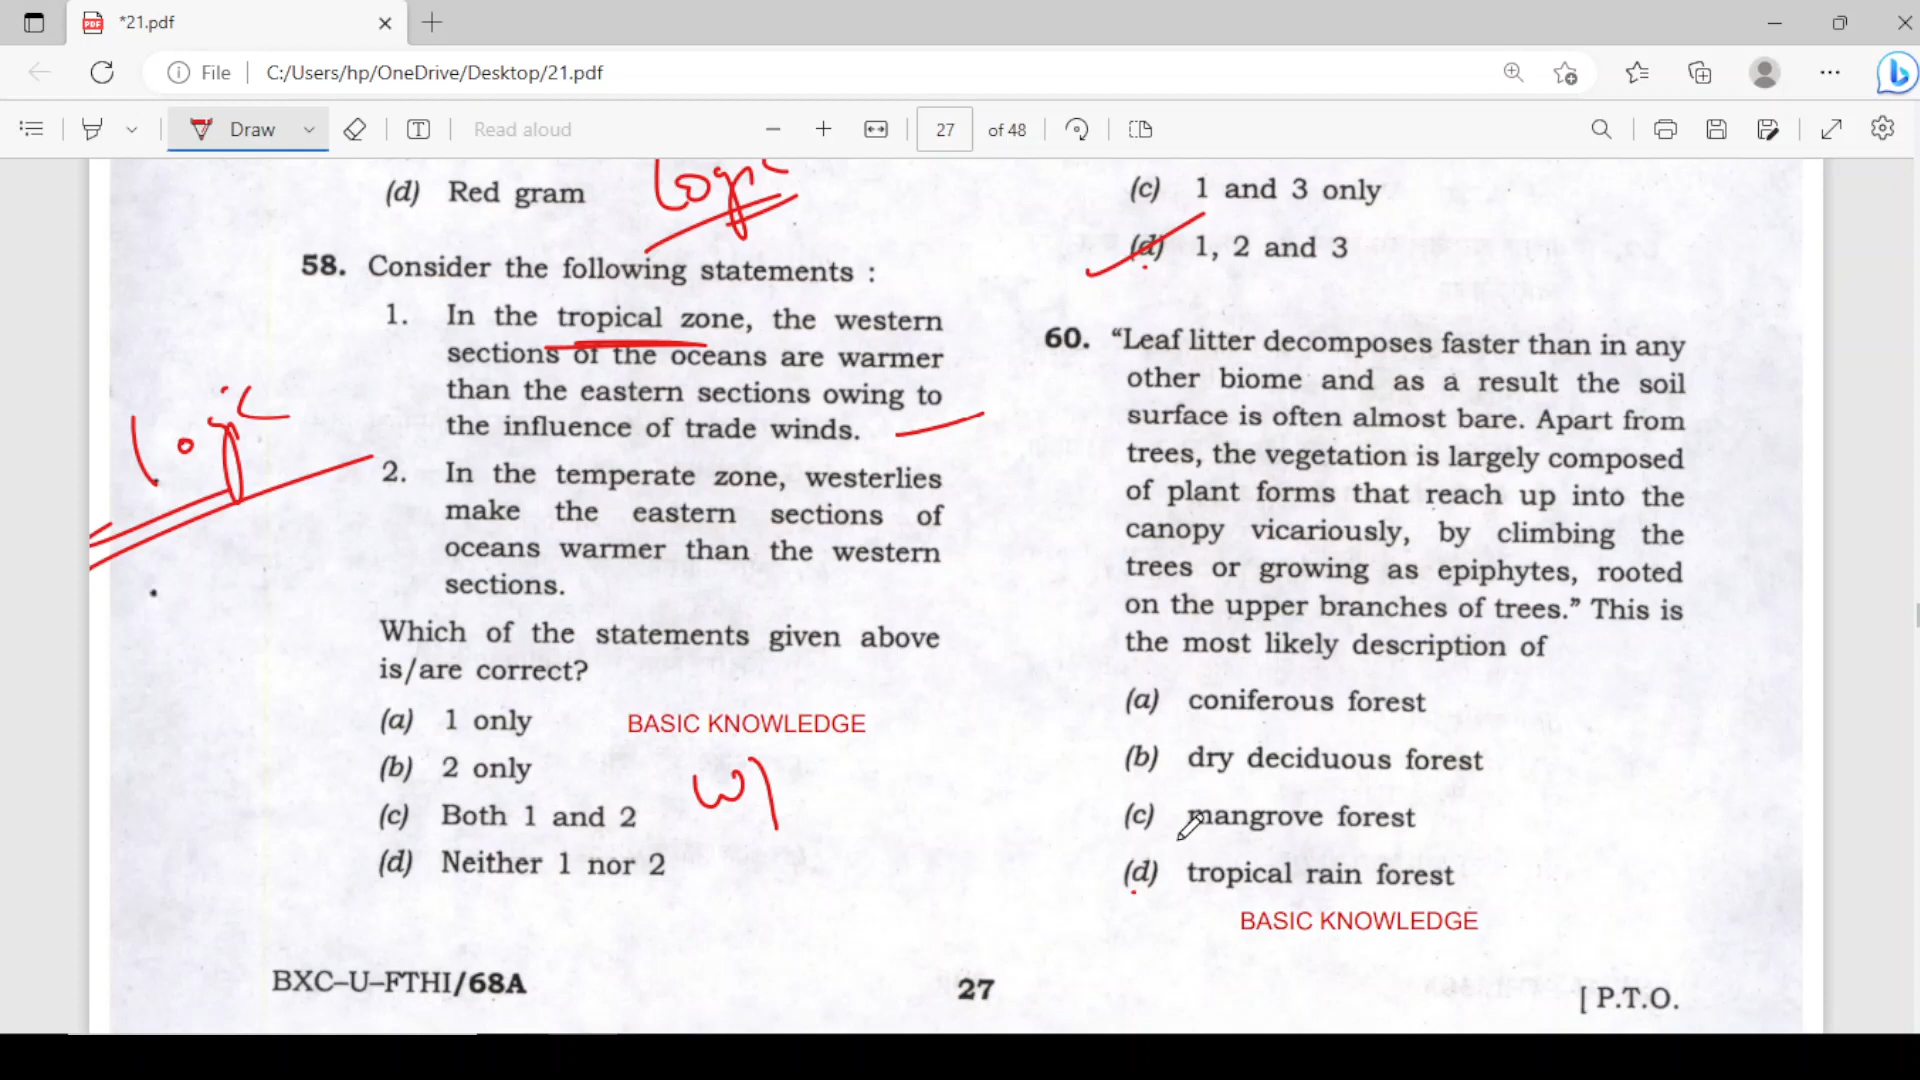 *21.pdf
File
C:/Users/hp/OneDrive/Desktop/21.pdf
Draw
Read aloud
27
of 48
(d) Red gram
Logic
58. Consider the following statements :
1. In the tropical zone, the western
sections of the oceans are warmer
than the eastern sections owing to
the influence of trade winds.
Logic
2. In the temperate zone, westerlies
make the eastern sections of
oceans warmer than the western
sections.
Which of the statements given above
is/are correct?
(a) 1 only
BASIC KNOWLEDGE
(b) 2 only
(c) Both 1 and 2
(d) Neither 1 nor 2
BXC–U–FTHI/68A
27
(c) 1 and 3 only
(d) 1, 2 and 3
60. “Leaf litter decomposes faster than in any
other biome and as a result the soil
surface is often almost bare. Apart from
trees, the vegetation is largely composed
of plant forms that reach up into the
canopy vicariously, by climbing the
trees or growing as epiphytes, rooted
on the upper branches of trees.” This is
the most likely description of
(a) coniferous forest
(b) dry deciduous forest
(c) mangrove forest
(d) tropical rain forest
BASIC KNOWLEDGE
[ P.T.O.